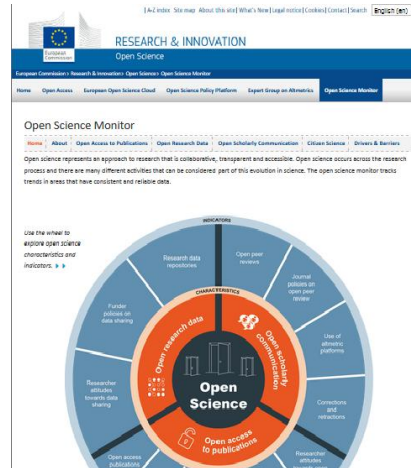 A-Z index Site map About this site What's New Legal notice Cookies Contact Search English (en)
European
Commission
RESEARCH & INNOVATION
Open Science
European Commission > Research & Innovation > Open Science > Open Science Monitor
Home Open Access European Open Science Cloud Open Science Policy Platform Expert Group on Altmetrics Open Science Monitor
Open Science Monitor
Home About Open Access to Publications Open Research Data Open Scholarly Communication Citizen Science Drivers & Barriers
Open science represents an approach to research that is collaborative, transparent and accessible. Open science occurs across the research
process and there are many different activities that can be considered part of this evoution in science. The open science monitor tracks
trends in areas that have consistent and reliable data.
Use the wheel to
explore open science
characteristics and
indicators.
INDICATORS
Research data
repositories
Open peer
reviews
Journal
policies on
open peer
review
Funder
policies on
data sharing
CHARACTERISTICS
Open research data
Open scholarly
communication
Use of
altmetric
platforms
Researcher
attitudes
towards data
sharing
Open
Science
Corrections
and
retractions
Open access
to publications
Open access
publications
Researcher
attitudes